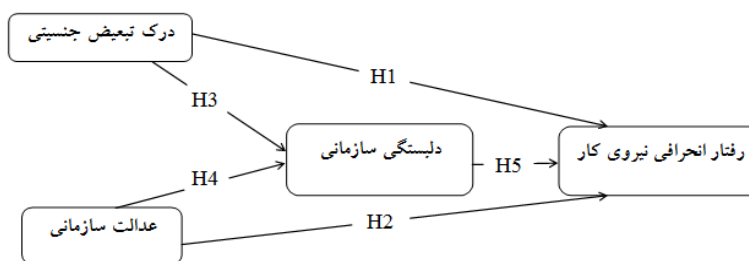 درک تبعیض جنسیتی
H1
H3
دلبستگی سازمانی
رفتار انحرافی نیروی کار
H5
H4
عدالت سازمانی
H2